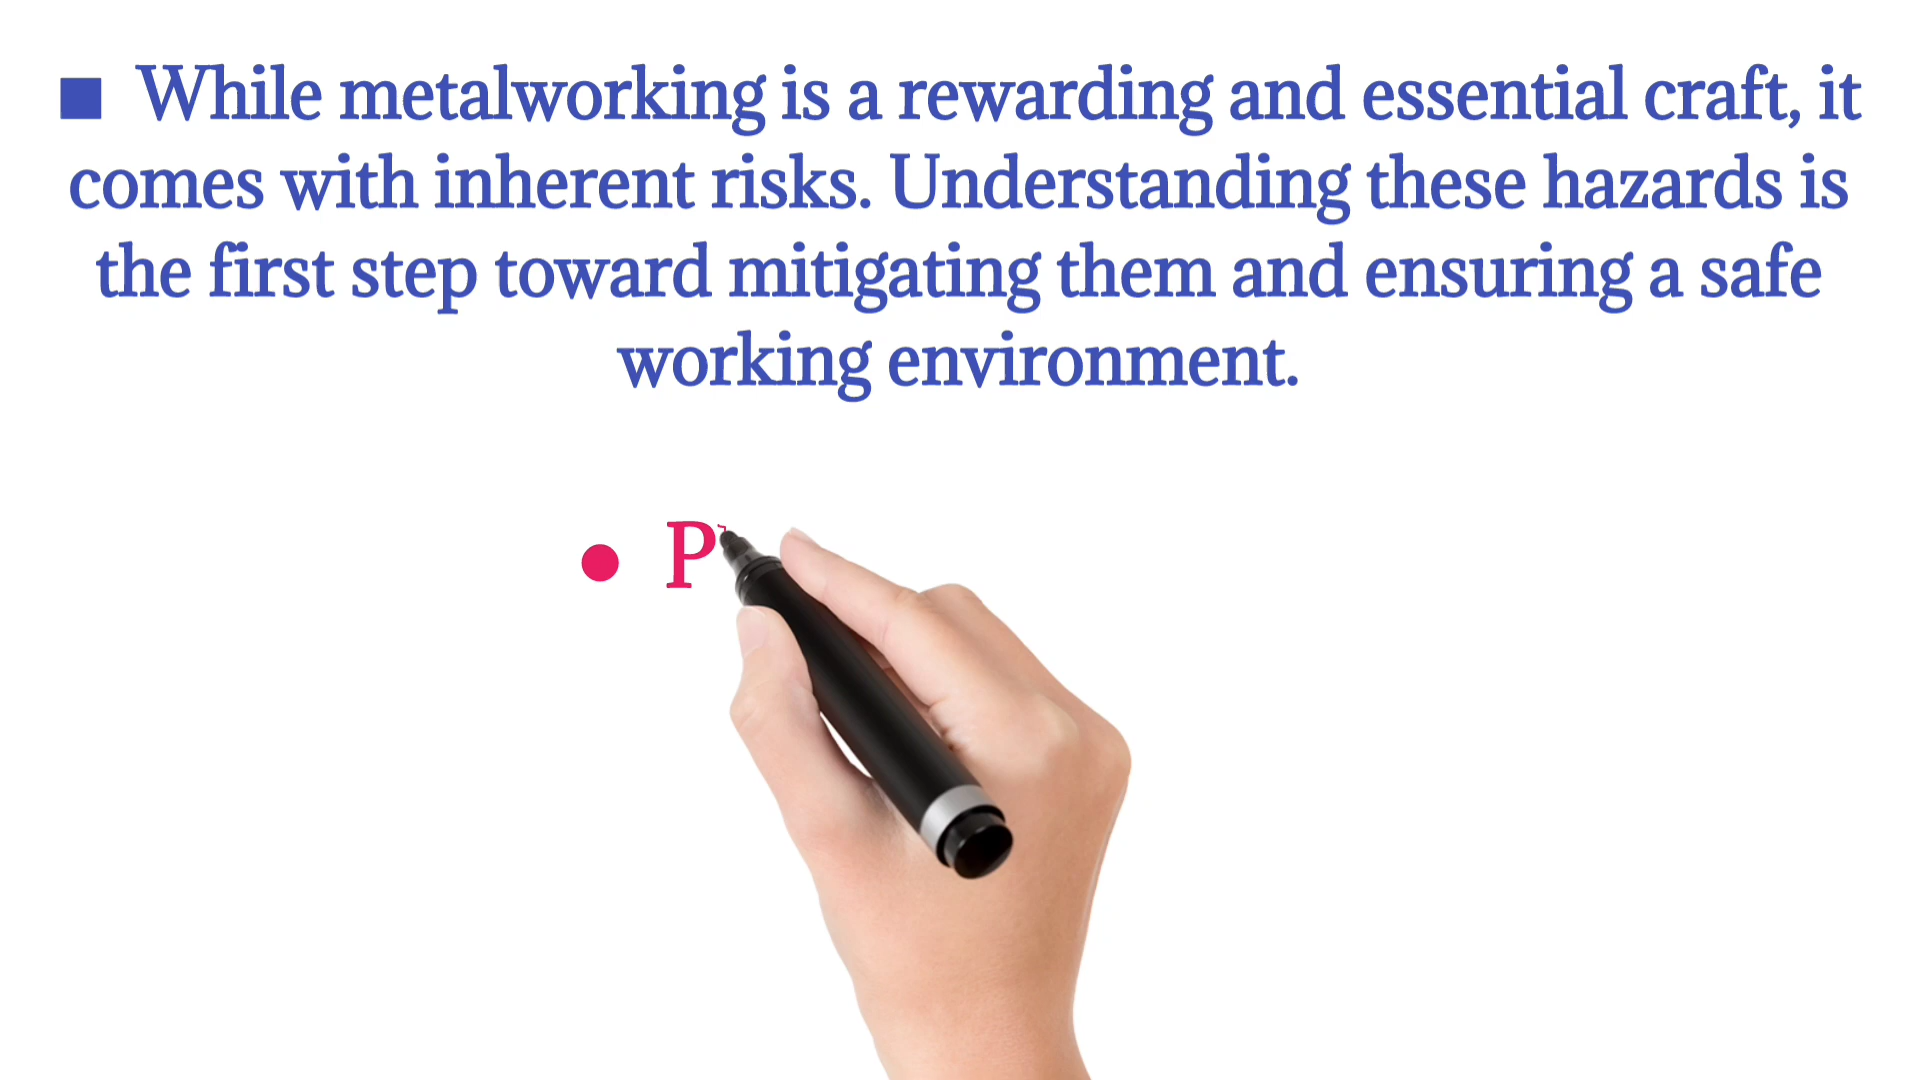 ■ While metalworking is a rewarding and essential craft, it
comes with inherent risks. Understanding these hazards is
the first step toward mitigating them and ensuring a safe
working environment.
• P